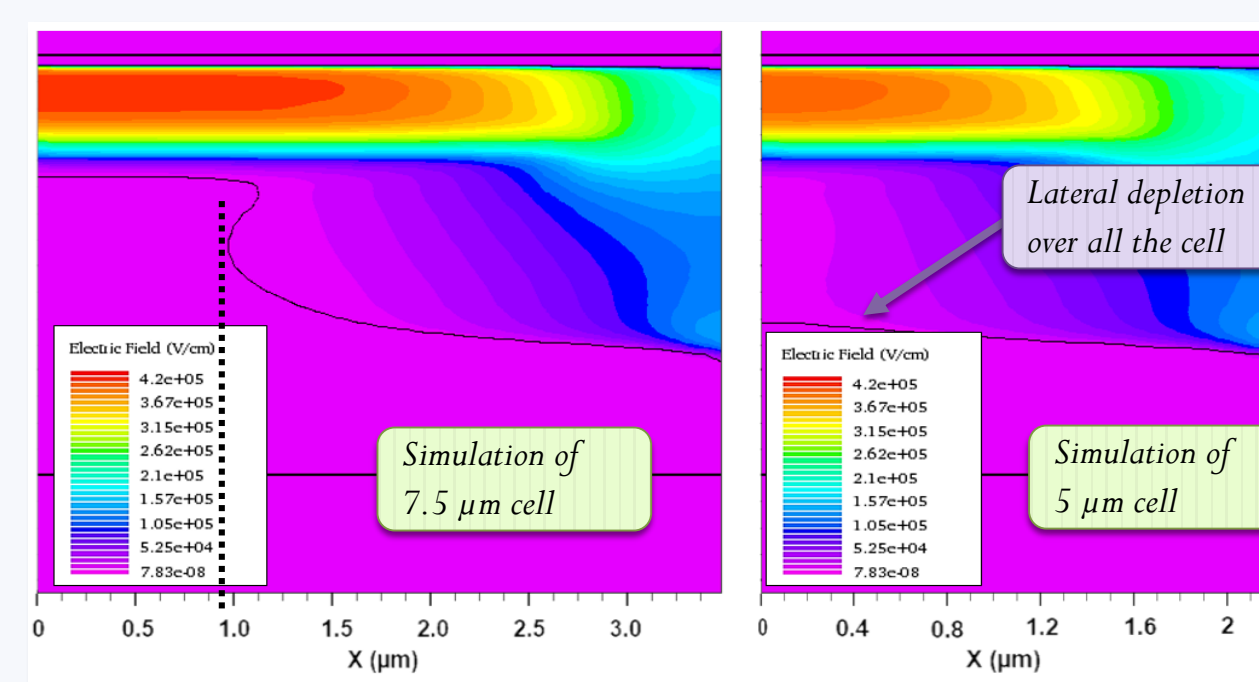 Lateral depletion
over all the cell
Electric Field (V/cm)
4.2e+05
3.67e+05
3.15e+05
2.62e+05
2.1e+05
1.57e+05
1.05e+05
5.25e+04
7.83e-08
Simulation of
7.5 µm cell
Electric Field (V/cm)
4.2e+05
3.67e+05
3.15e+05
2.62e+05
2.1e+05
1.57e+05
1.05e+05
5.25e+04
7.83e-08
Simulation of
5 µm cell
0 0.5 1.0 1.5 2.0 2.5 3.0
X (µm)
0 0.4 0.8 1.2 1.6 2
X (µm)